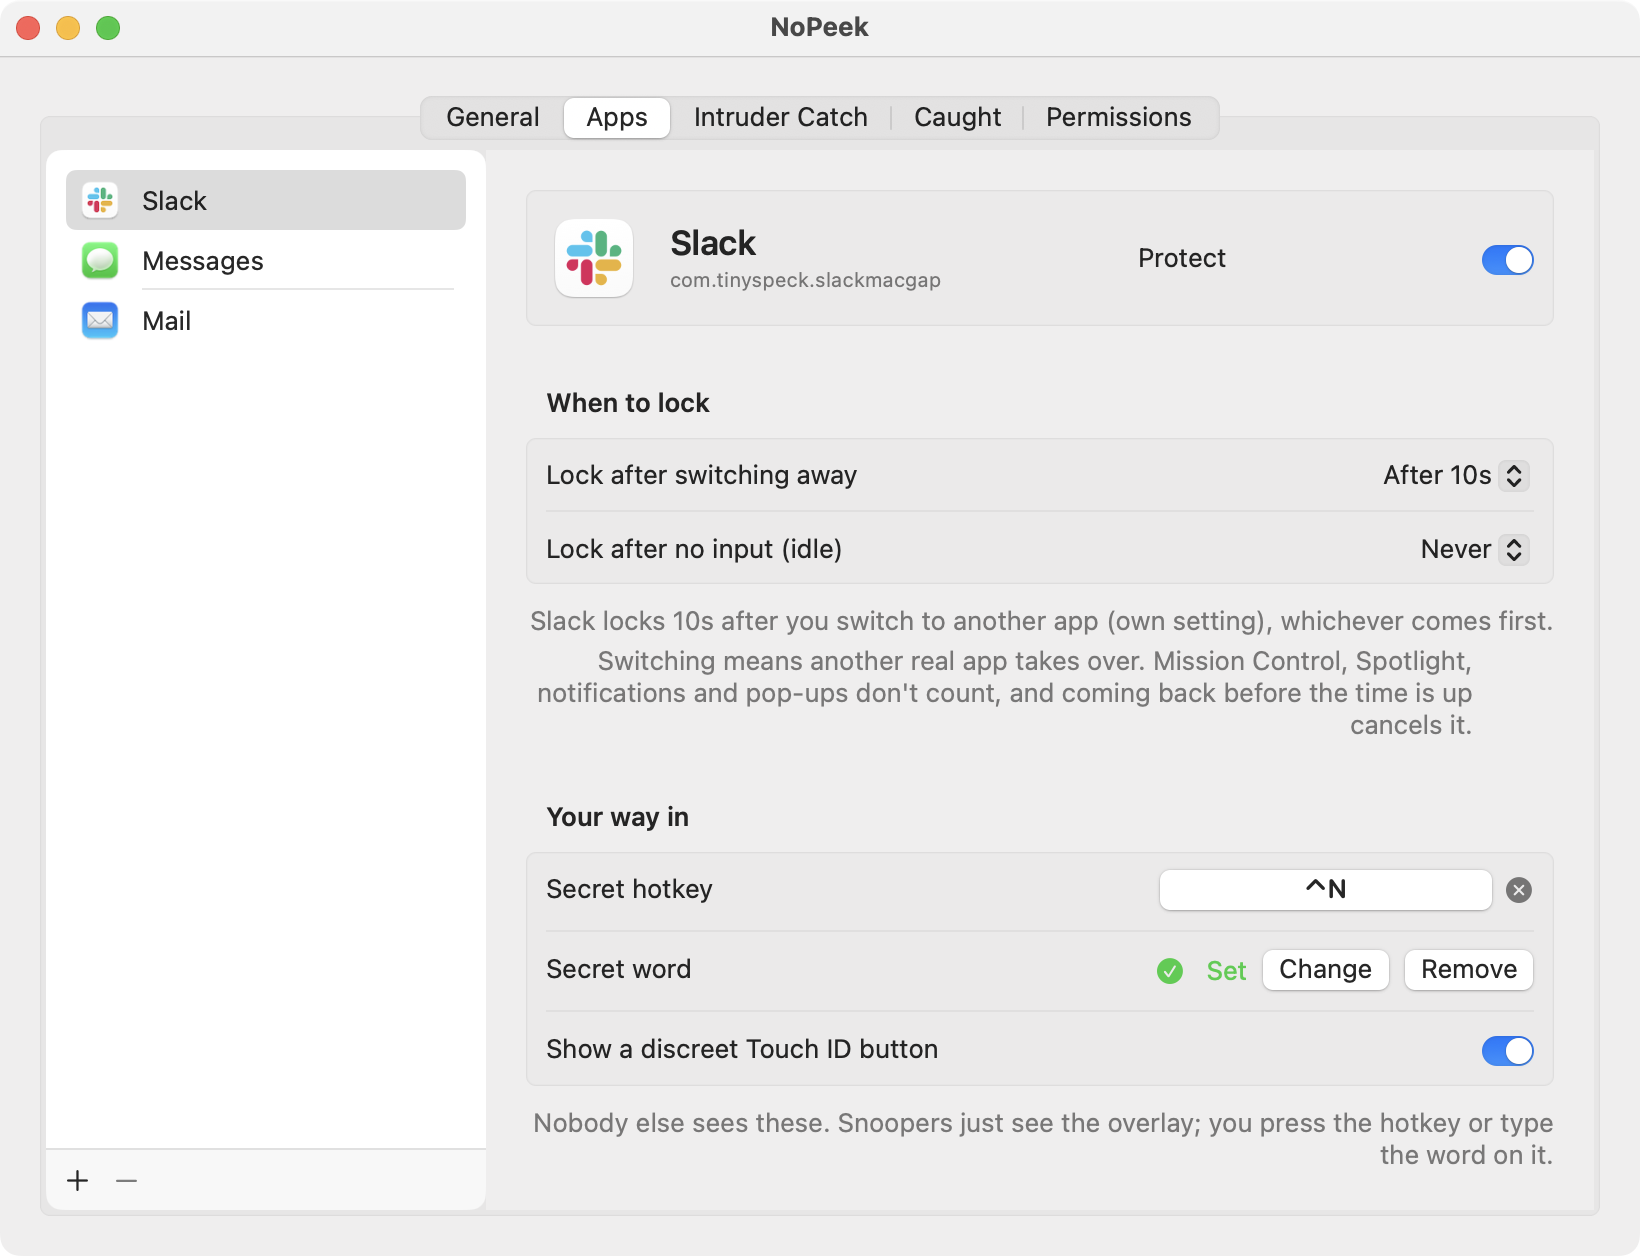 NoPeek
General
Apps
Intruder Catch
Caught
Permissions
Slack
Messages
Mail
Slack
com.tinyspeck.slackmacgap
Protect
When to lock
Lock after switching away
After 10s
Lock after no input (idle)
Never
Slack locks 10s after you switch to another app (own setting), whichever comes first.
Switching means another real app takes over. Mission Control, Spotlight,
notifications and pop-ups don't count, and coming back before the time is up
cancels it.
Your way in
Secret hotkey
^N
Secret word
Set
Change
Remove
Show a discreet Touch ID button
Nobody else sees these. Snoopers just see the overlay; you press the hotkey or type
the word on it.